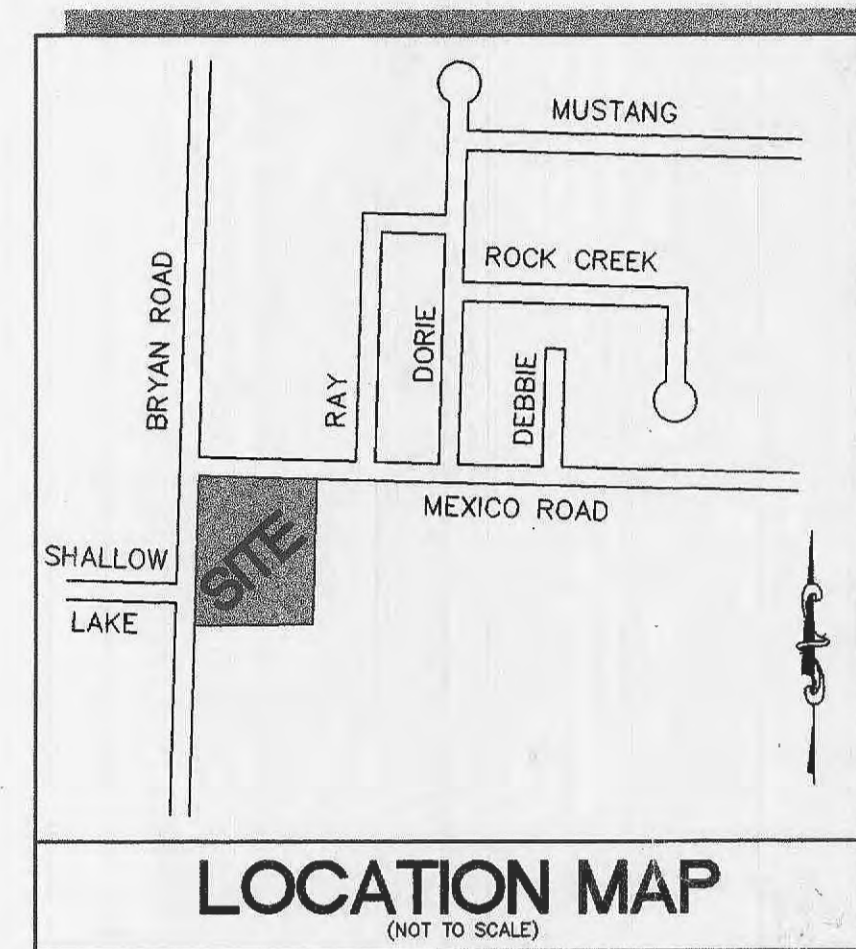 MUSTANG
ROCK CREEK
BRYAN ROAD
DORIE
RAY
DEBBIE
MEXICO ROAD
SITE
SHALLOW
LAKE
LOCATION MAP
(NOT TO SCALE)